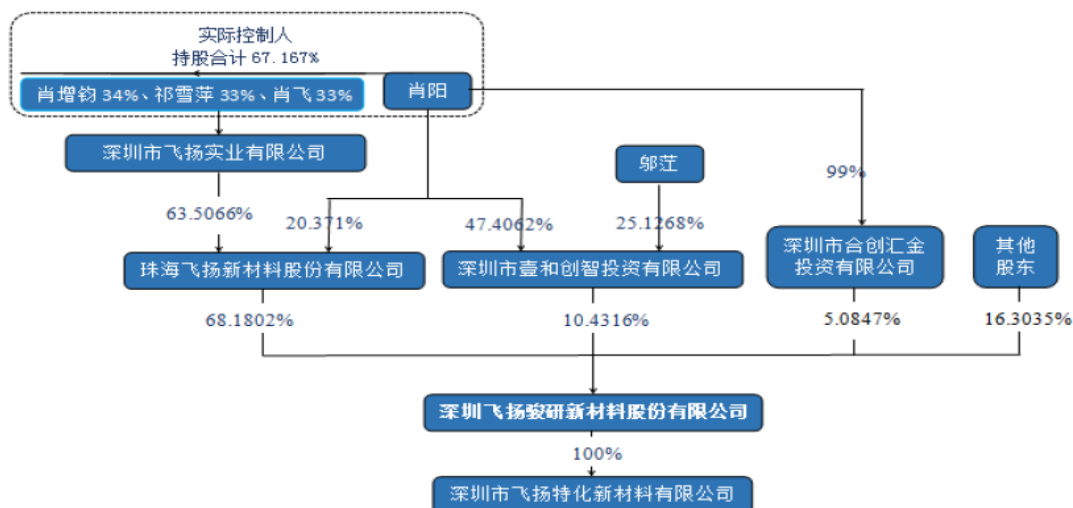 实际控制人
持股合计 67.167%
肖增钧 34%、祁雪萍 33%、肖飞 33%
肖阳
深圳市飞扬实业有限公司
邬茳
99%
63.5066%
20.371%
47.4062%
25.1268%
珠海飞扬新材料股份有限公司
深圳市壹和创智投资有限公司
深圳市合创汇金
投资有限公司
其他
股东
68.1802%
10.4316%
5.0847%
16.3035%
深圳飞扬骏研新材料股份有限公司
100%
深圳市飞扬特化新材料有限公司